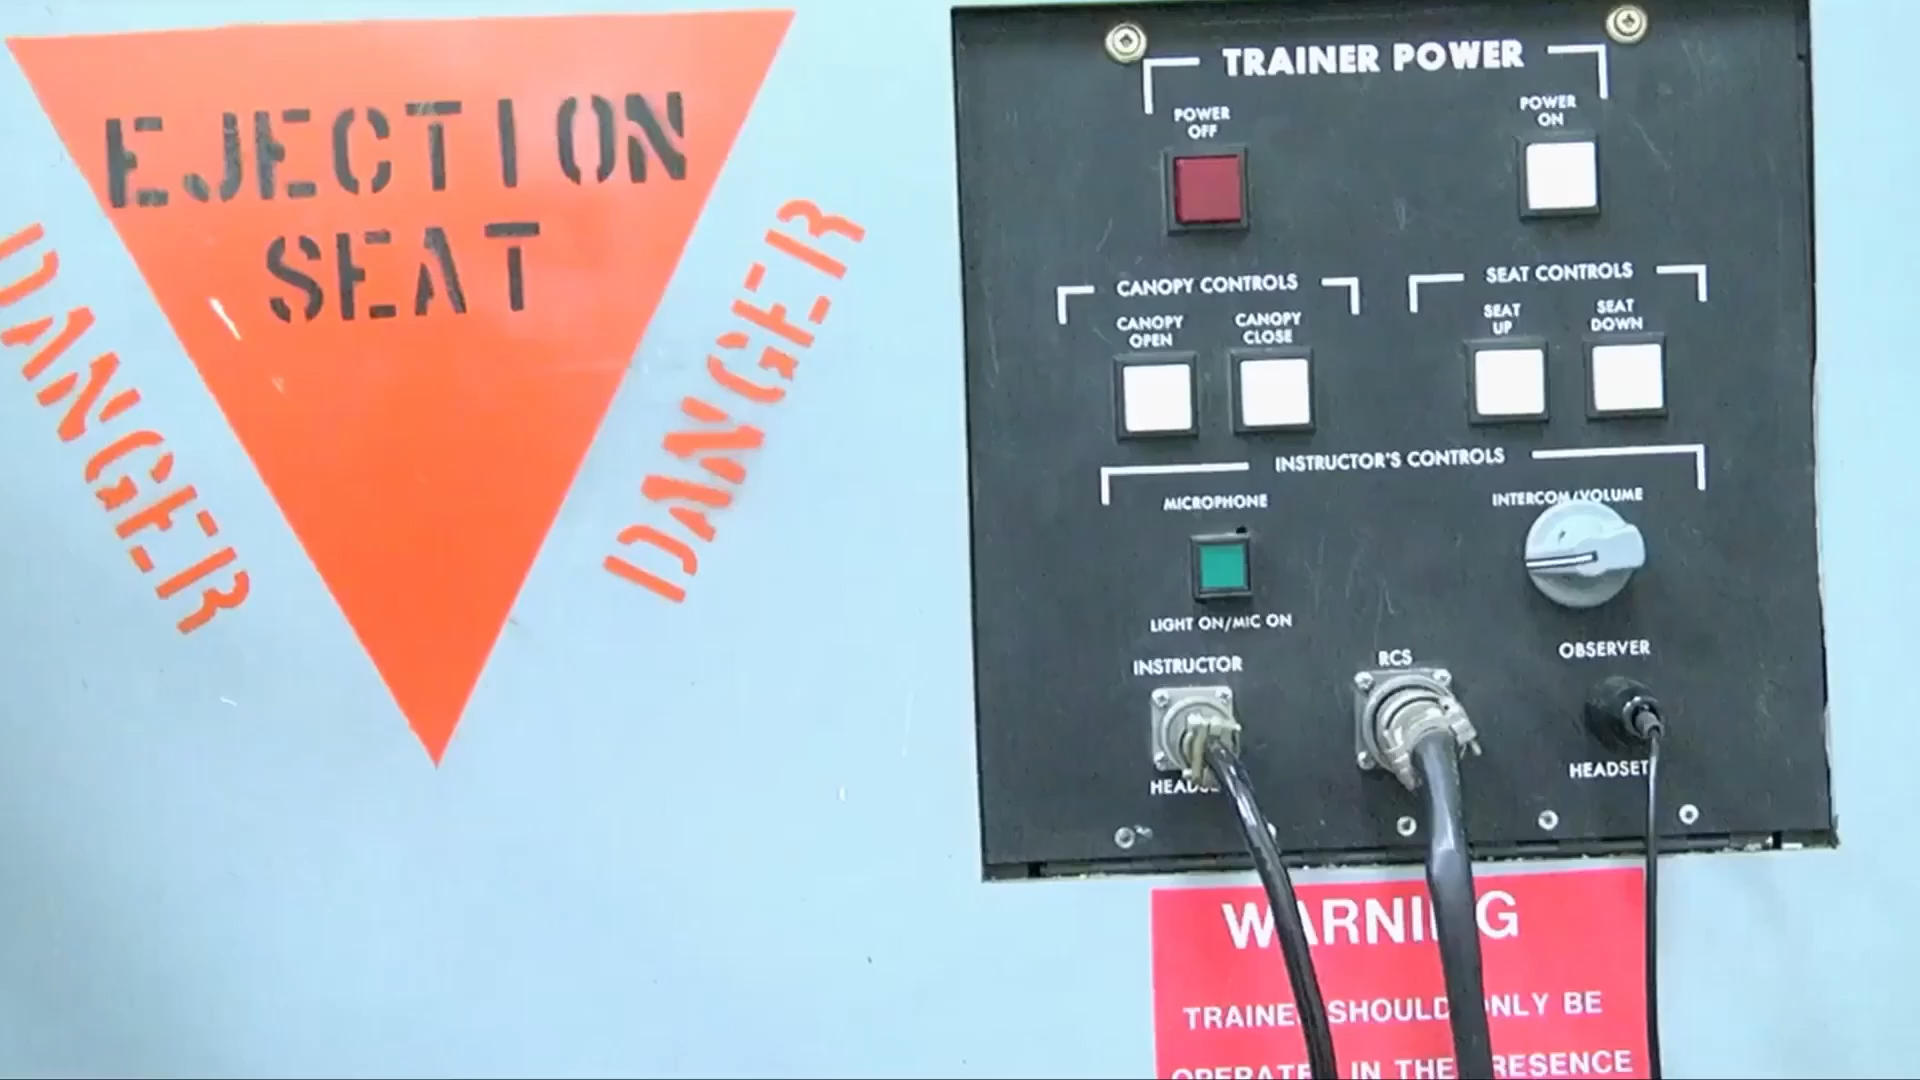 EJECTION
SEAT
DANGER
DANGER
TRAINER POWER
POWER
OFF
POWER
ON
CANOPY CONTROLS
SEAT CONTROLS
CANOPY
OPEN
CANOPY
CLOSE
SEAT
UP
SEAT
DOWN
INSTRUCTOR'S CONTROLS
MICROPHONE
INTERCOM/VOLUME
LIGHT ON/MIC ON
INSTRUCTOR
RCS
OBSERVER
HEADSET
HEADSET
WARNING
TRAINER SHOULD ONLY BE
OPERATED IN THE PRESENCE